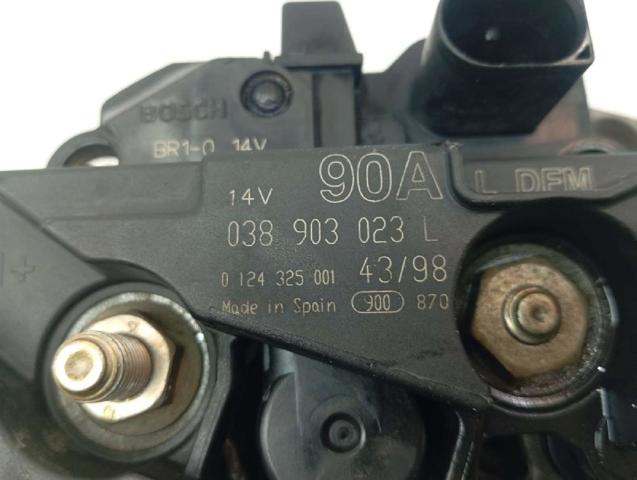 BOSCH
BR1-0 14V
14V 90A L DFM
038 903 023 L
0 124 325 001 43/98
Made in Spain 900 870
+